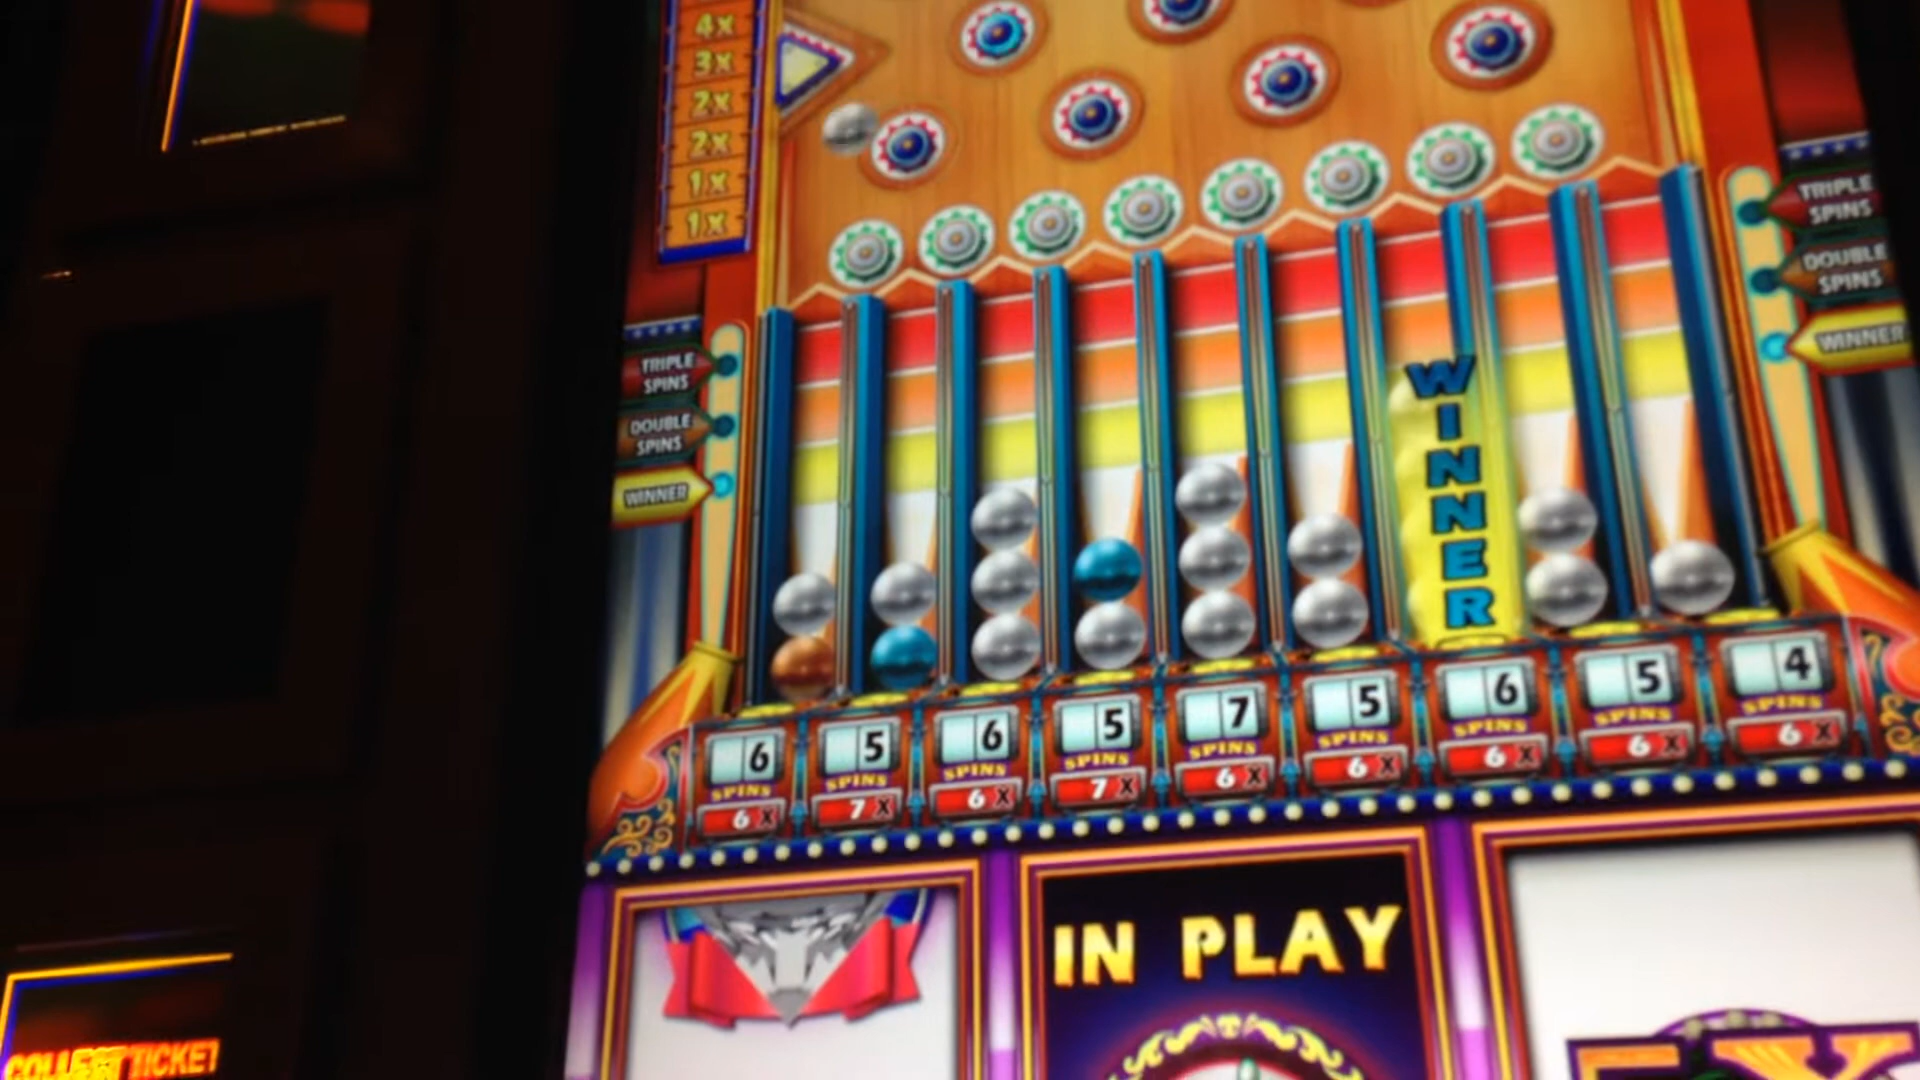 4x
3x
2x
2x
1x
1x
TRIPLE
SPINS
DOUBLE
SPINS
WINNER
TRIPLE
SPINS
DOUBLE
SPINS
WINNER
WINNER
6 5 6 5 7 5 6 5 4
SPINS SPINS SPINS SPINS SPINS SPINS SPINS SPINS SPINS
6x 7x 6x 7x 6x 6x 6x 6x 6x
IN PLAY
COLLECT TICKET